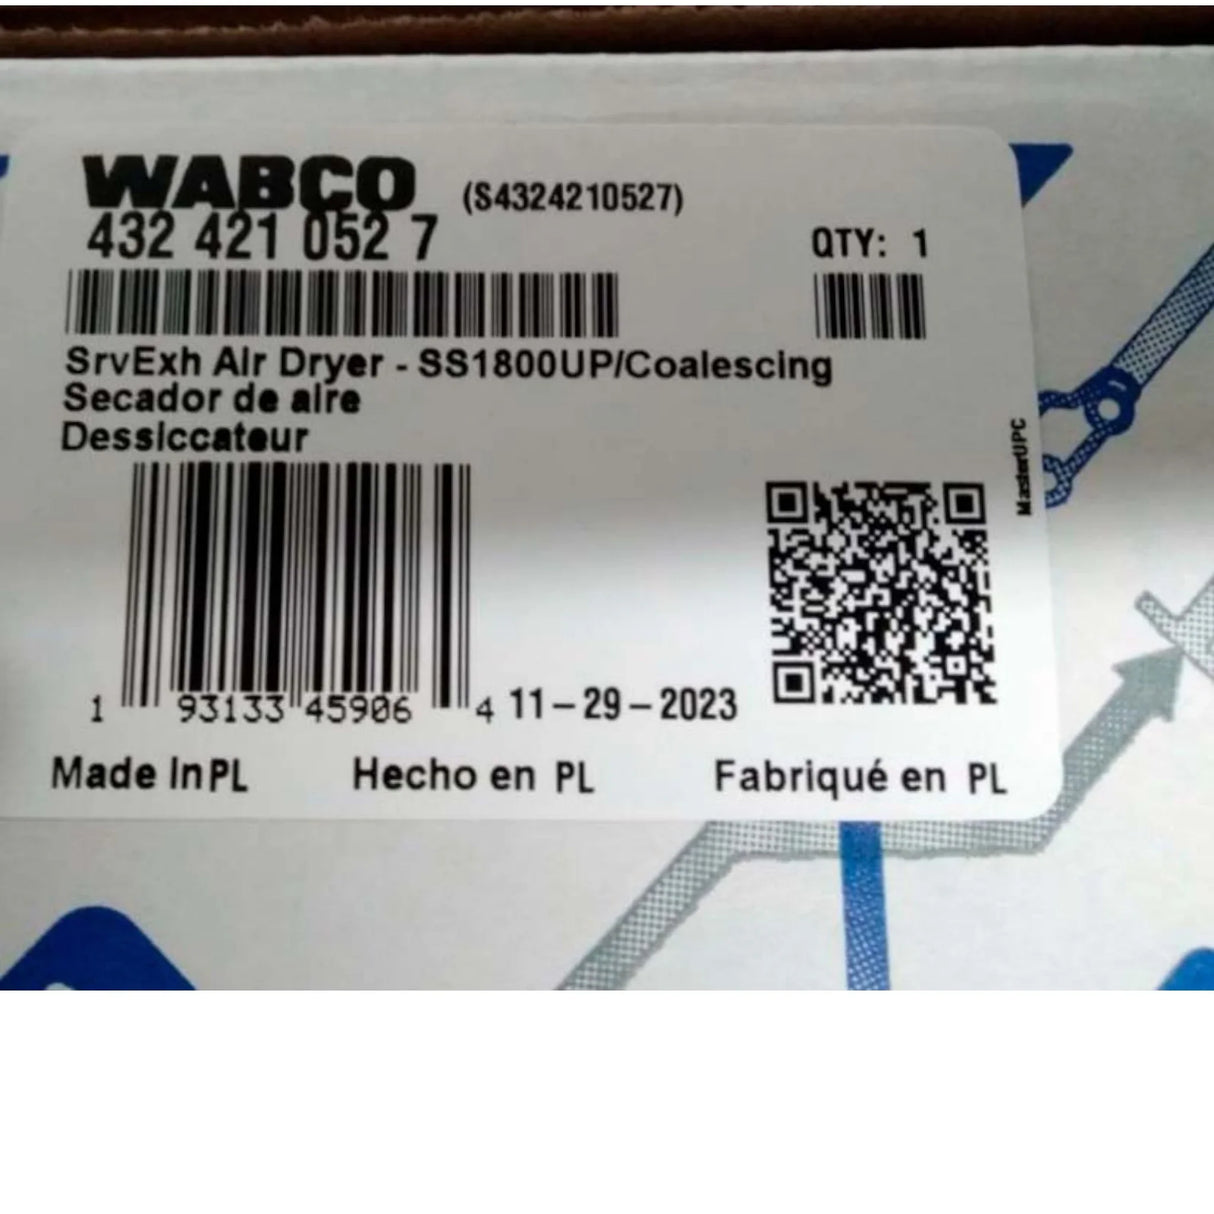 WABCO (S4324210527)
432 421 052 7
QTY: 1
SrvExh Air Dryer - SS1800UP/Coalescing
Secador de aire
Dessiccateur
MasterUPC
1 93133 45906 4 11-29-2023
Made In PL Hecho en PL Fabriqué en PL